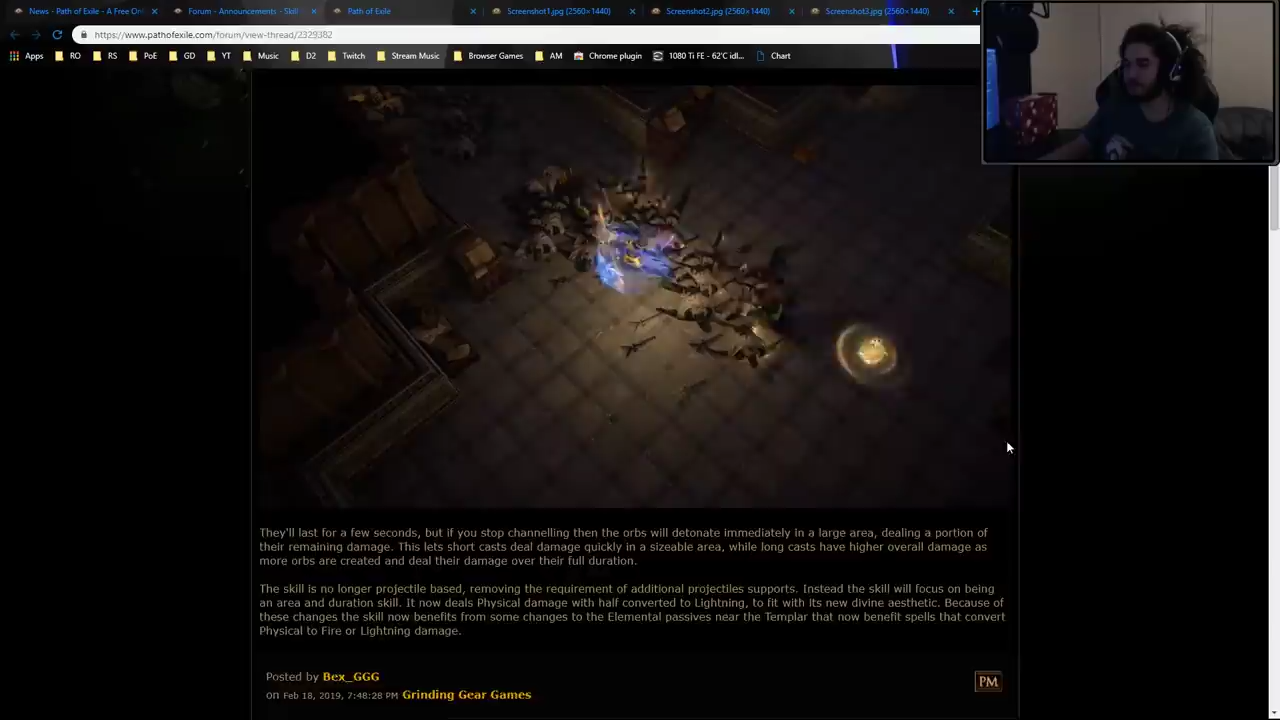 News - Path of Exile - A Free On
Forum - Announcements - Skill
Path of Exile
Screenshot1.jpg (2560×1440)
Screenshot2.jpg (2560×1440)
Screenshot3.jpg (2560×1440)
https://www.pathofexile.com/forum/view-thread/2329382
Apps RO RS PoE GD YT Music D2 Twitch Stream Music Browser Games AM Chrome plugin 1080 Ti FE - 62°C idl... Chart
They'll last for a few seconds, but if you stop channelling then the orbs will detonate immediately in a large area, dealing a portion of
their remaining damage. This lets short casts deal damage quickly in a sizeable area, while long casts have higher overall damage as
more orbs are created and deal their damage over their full duration.
The skill is no longer projectile based, removing the requirement of additional projectiles supports. Instead the skill will focus on being
an area and duration skill. It now deals Physical damage with half converted to Lightning, to fit with its new divine aesthetic. Because of
these changes the skill now benefits from some changes to the Elemental passives near the Templar that now benefit spells that convert
Physical to Fire or Lightning damage.
Posted by Bex_GGG
PM
on Feb 18, 2019, 7:48:28 PM Grinding Gear Games